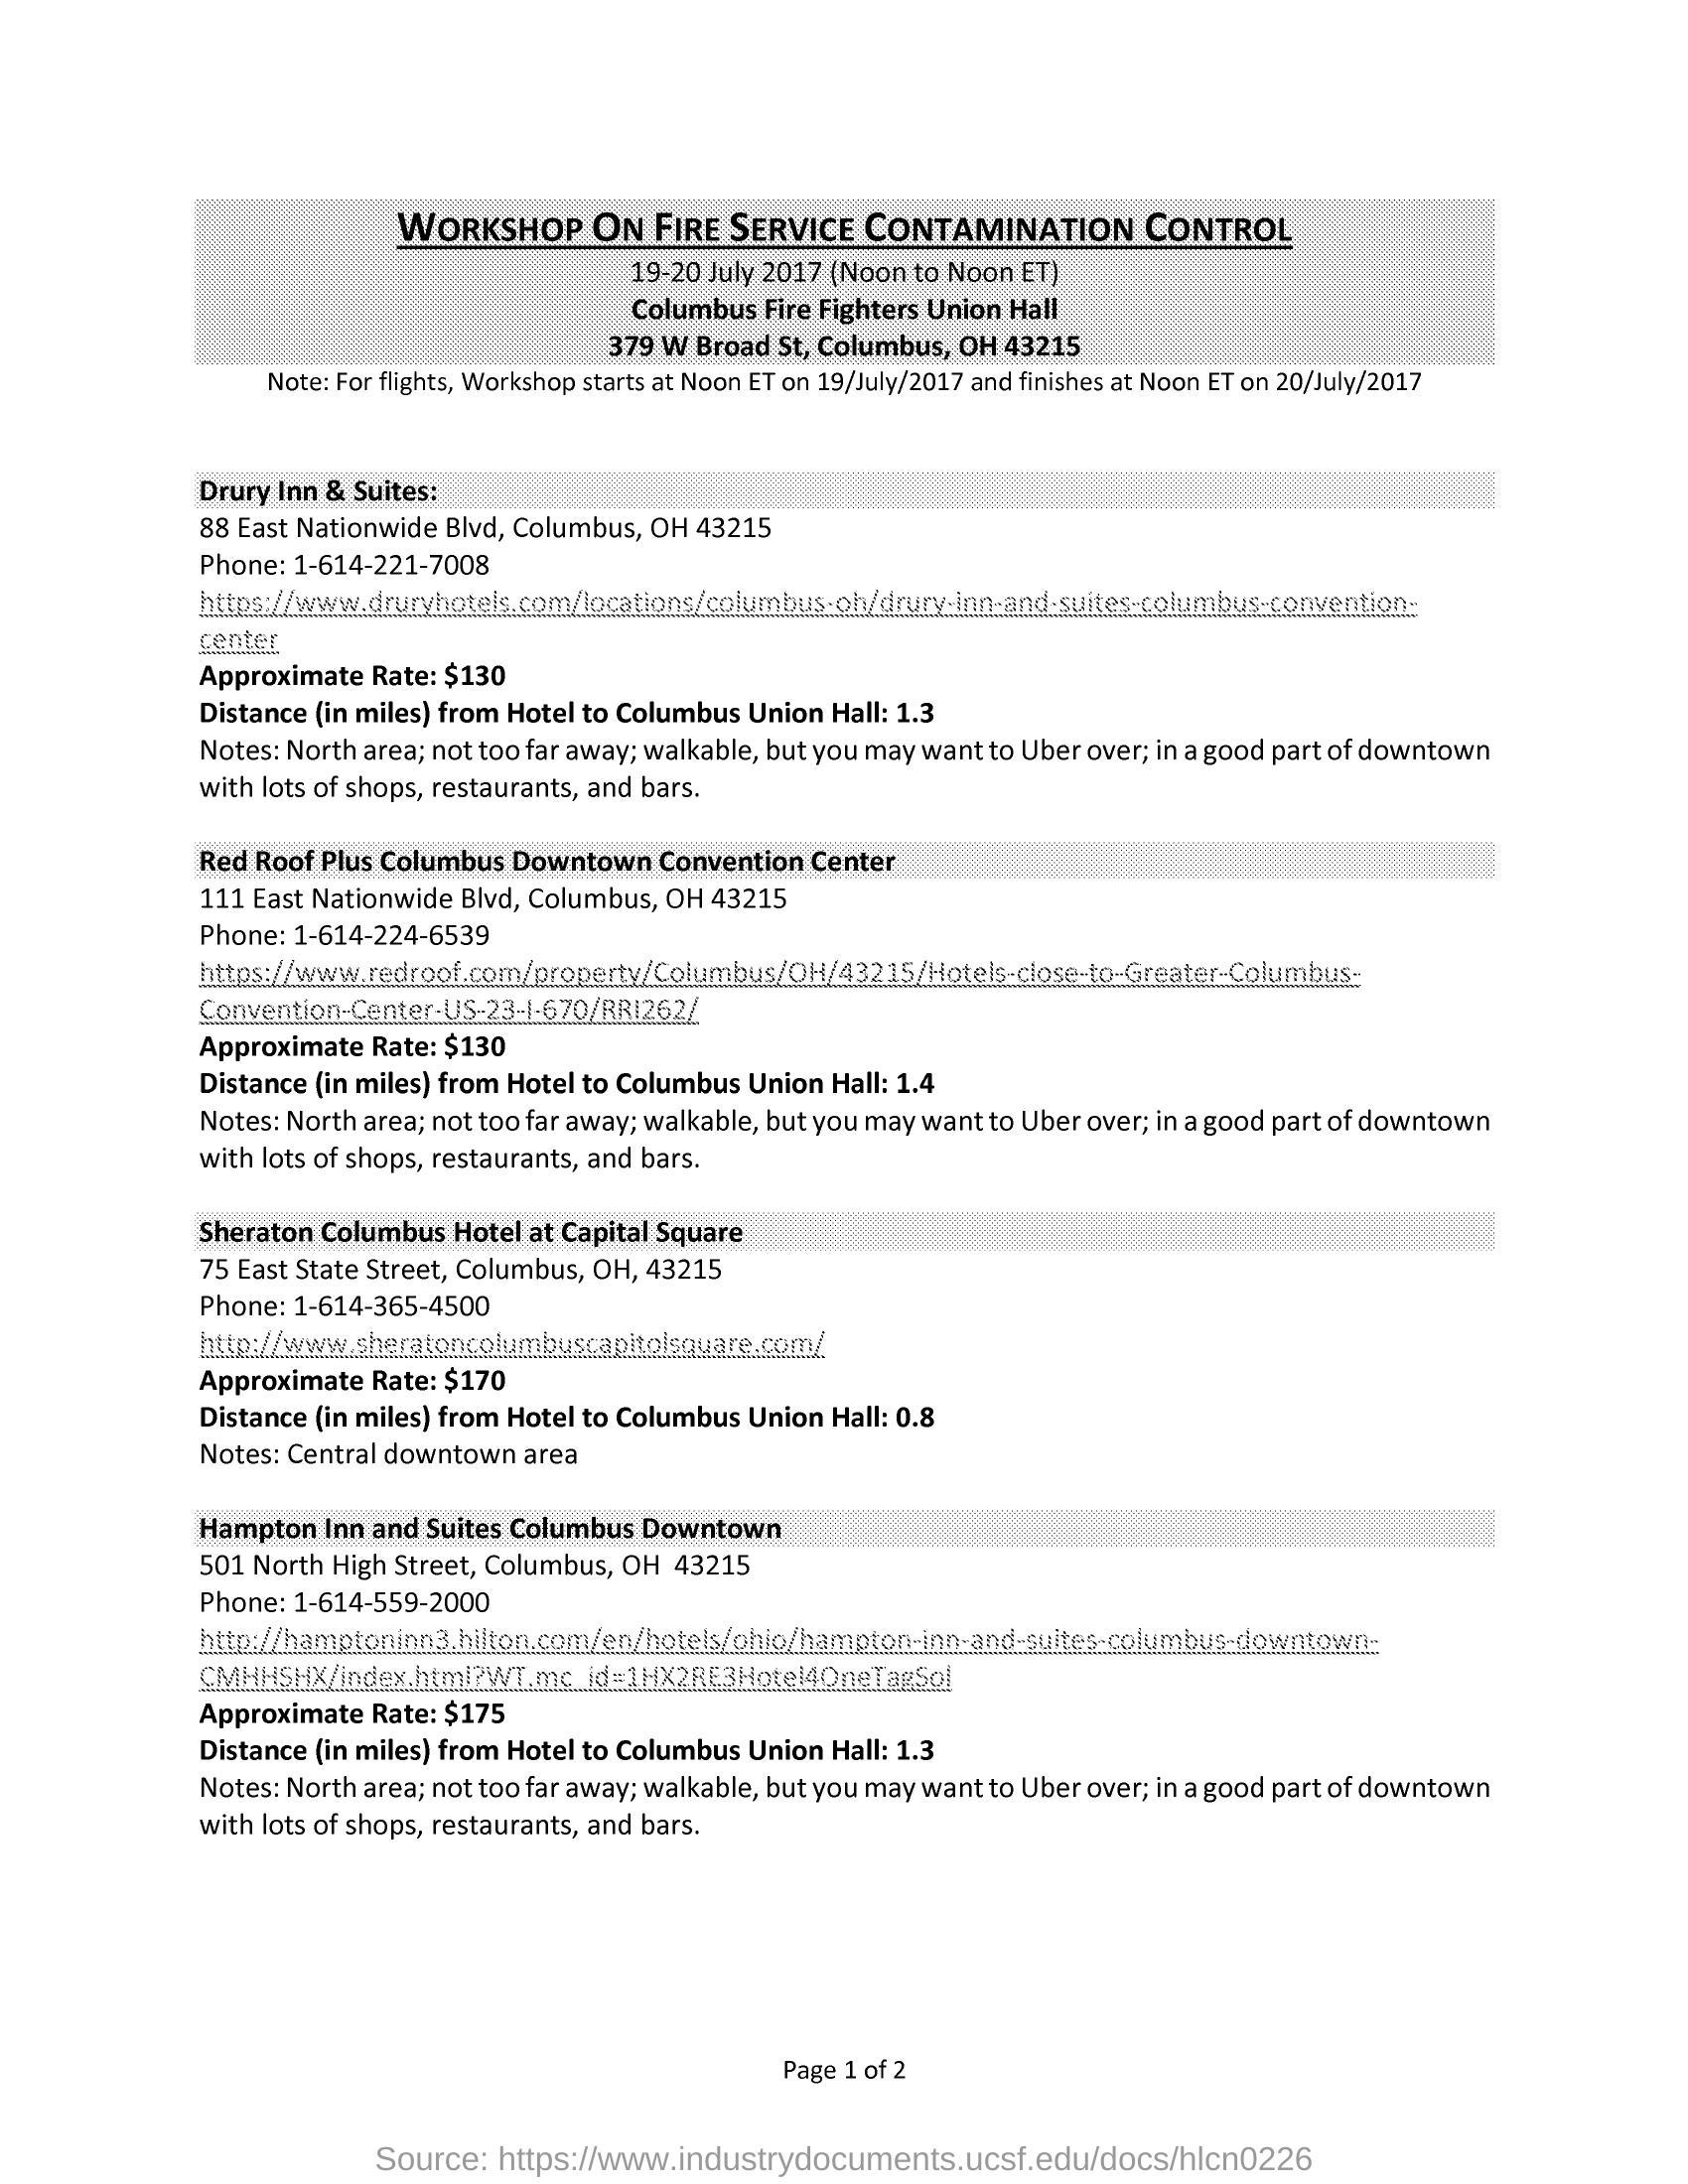 WORKSHOP ON FIRE SERVICE CONTAMINATION CONTROL
19-20 July 2017 (Noon to Noon ET)
Columbus Fire Fighters Union Hall
379 W Broad St, Columbus, OH 43215
Note: For flights, Workshop starts at Noon ET on 19/July/2017 and finishes at Noon ET on 20/July/2017
Drury Inn & Suites:
88 East Nationwide Blvd, Columbus, OH 43215
Phone: 1-614-221-7008
https://www.druryhotels.com/locations/columbus-oh/drury-inn-and-suites-columbus-convention-
center
Approximate Rate: $130
Distance (in miles) from Hotel to Columbus Union Hall: 1.3
Notes: North area; not too far away; walkable, but you may want to Uber over; in a good part of downtown
with lots of shops, restaurants, and bars.
Red Roof Plus Columbus Downtown Convention Center
111 East Nationwide Blvd, Columbus, OH 43215
Phone: 1-614-224-6539
https://www.redroof.com/property/Columbus/OH/43215/Hotels-close-to-Greater-Columbus-
Convention-Center-US-23-I-670/RRI262/
Approximate Rate: $130
Distance (in miles) from Hotel to Columbus Union Hall: 1.4
Notes: North area; not too far away; walkable, but you may want to Uber over; in a good part of downtown
with lots of shops, restaurants, and bars.
Sheraton Columbus Hotel at Capital Square
75 East State Street, Columbus, OH, 43215
Phone: 1-614-365-4500
http://www.sheratoncolumbuscapitolsquare.com/
Approximate Rate: $170
Distance (in miles) from Hotel to Columbus Union Hall: 0.8
Notes: Central downtown area
Hampton Inn and Suites Columbus Downtown
501 North High Street, Columbus, OH  43215
Phone: 1-614-559-2000
http://hamptoninn3.hilton.com/en/hotels/ohio/hampton-inn-and-suites-columbus-downtown-
CMHHSHX/index.html?WT.mc_id=1HX2RE3Hotel4OneTagSol
Approximate Rate: $175
Distance (in miles) from Hotel to Columbus Union Hall: 1.3
Notes: North area; not too far away; walkable, but you may want to Uber over; in a good part of downtown
with lots of shops, restaurants, and bars.
Page 1 of 2
Source: https://www.industrydocuments.ucsf.edu/docs/hlcn0226